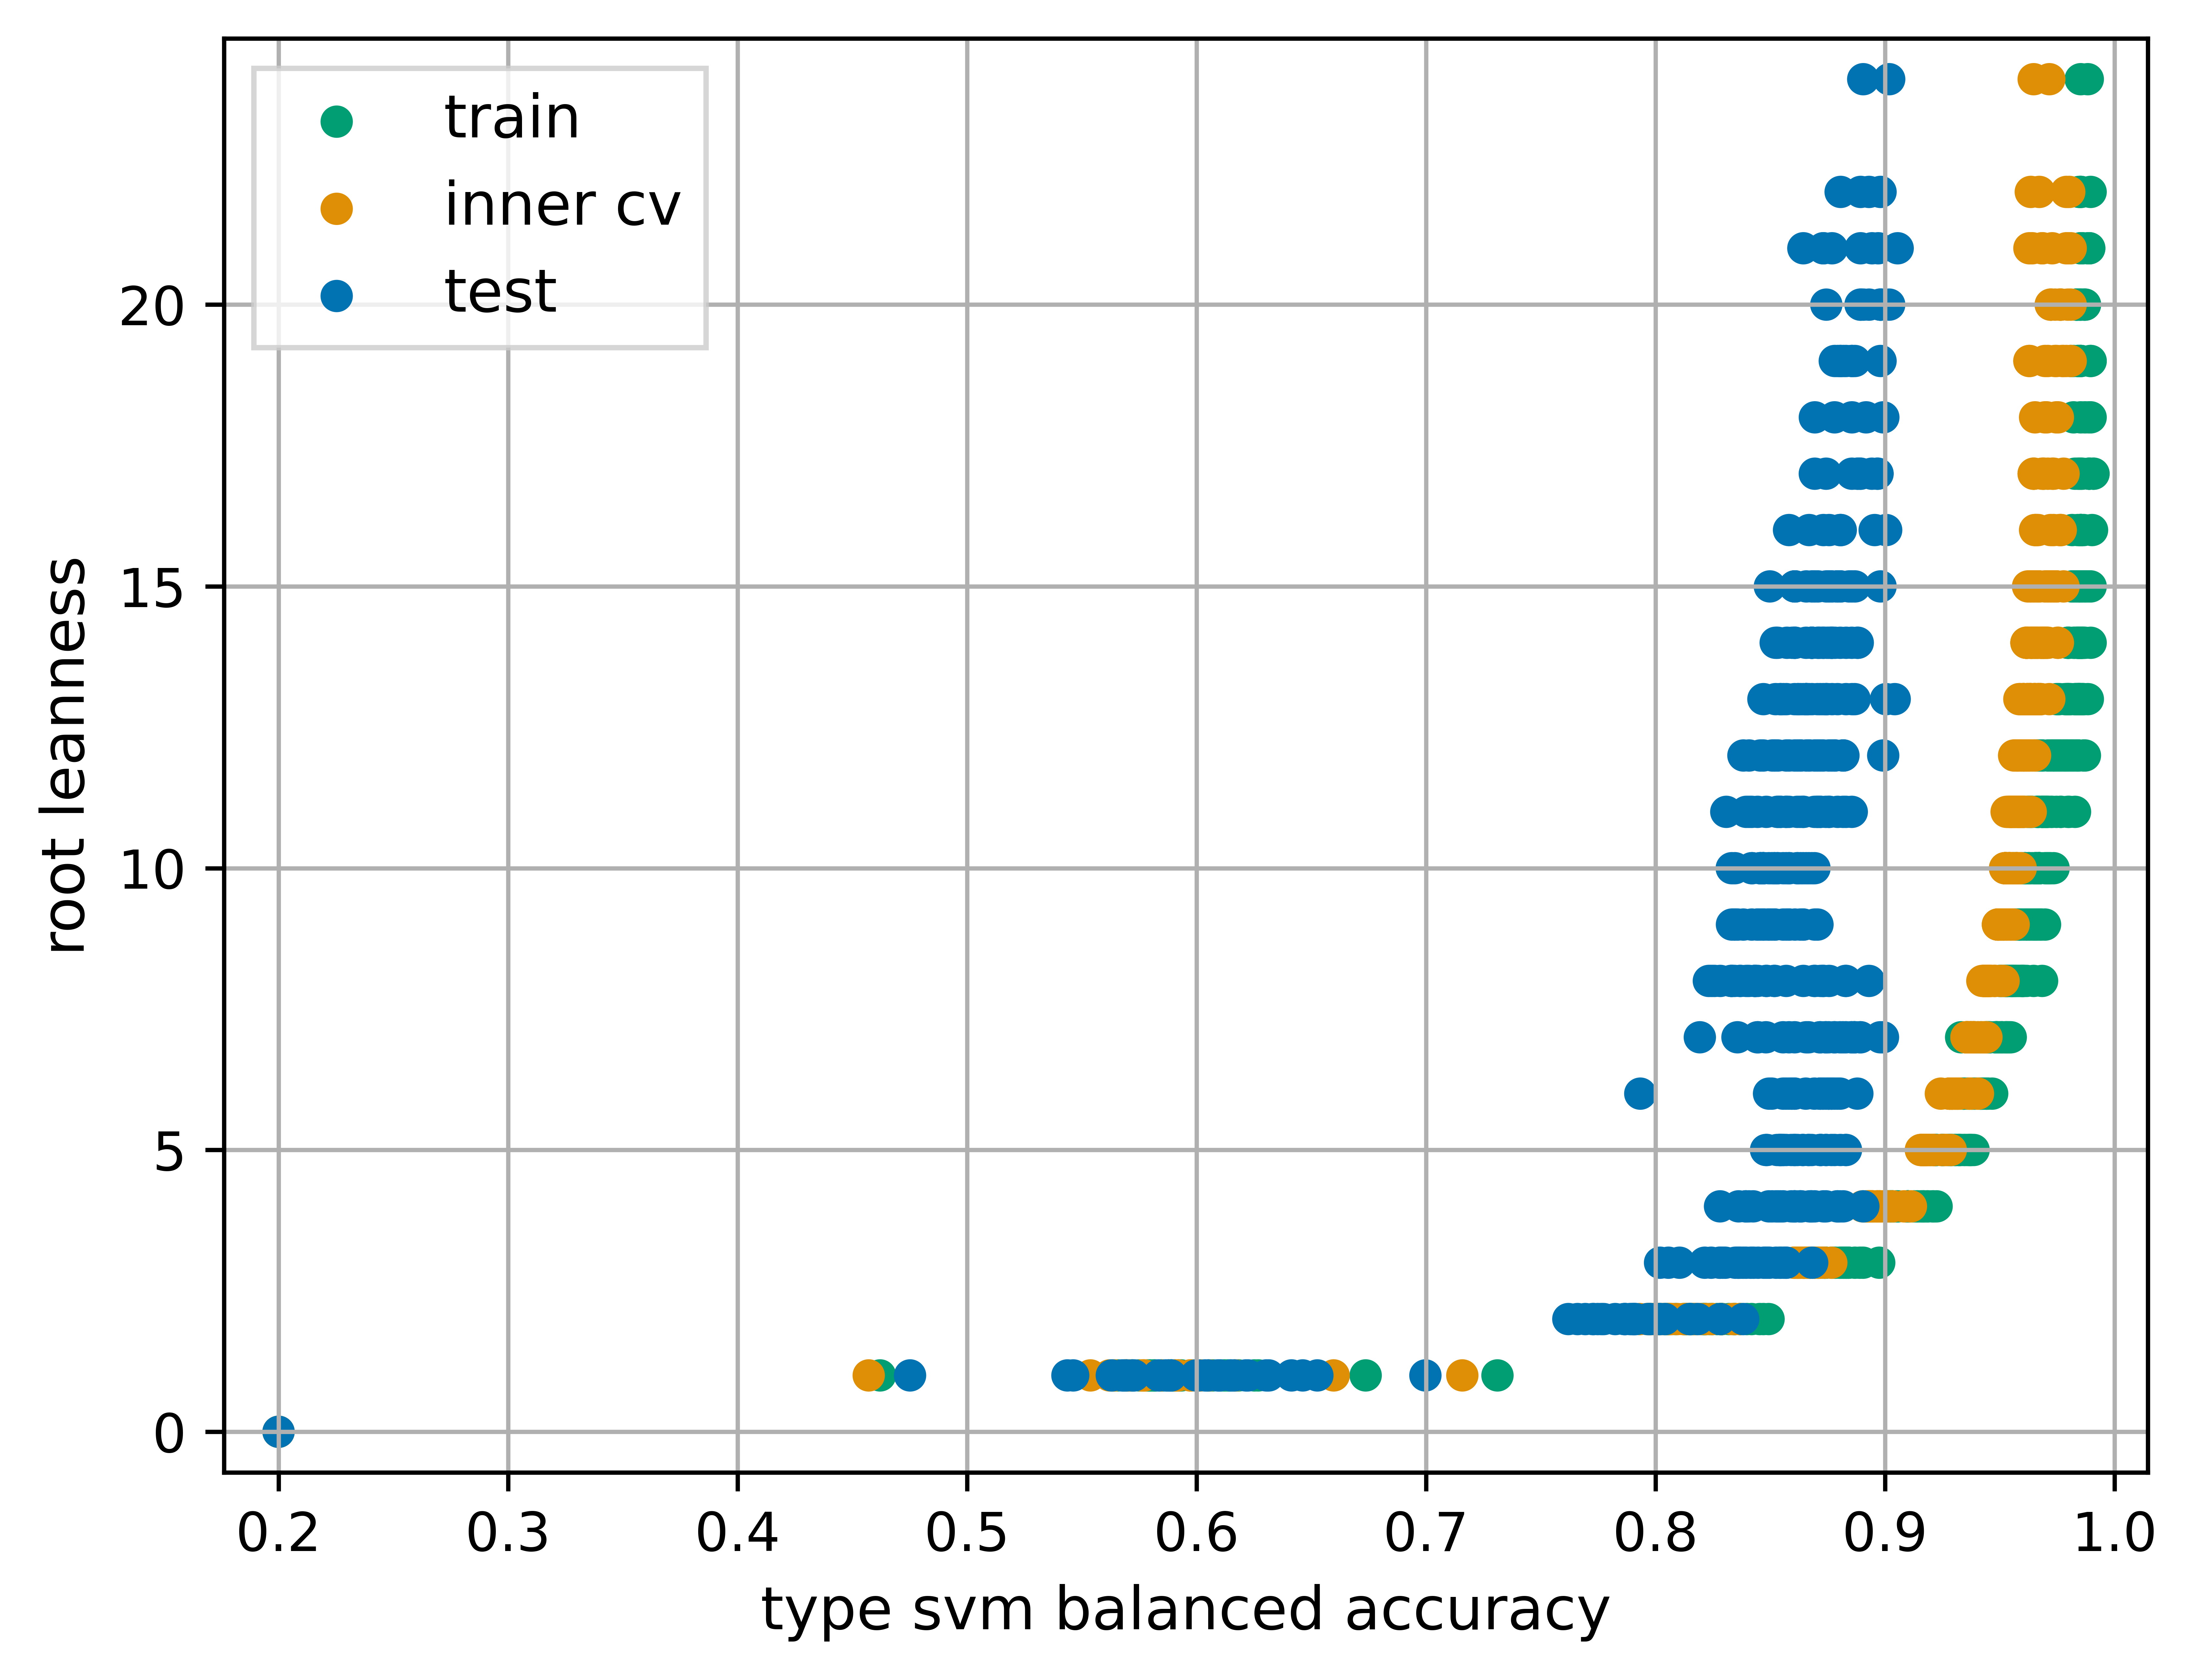 train
inner cv
test
root leanness
20
15
10
5
0
0.2 0.3 0.4 0.5 0.6 0.7 0.8 0.9 1.0
type svm balanced accuracy